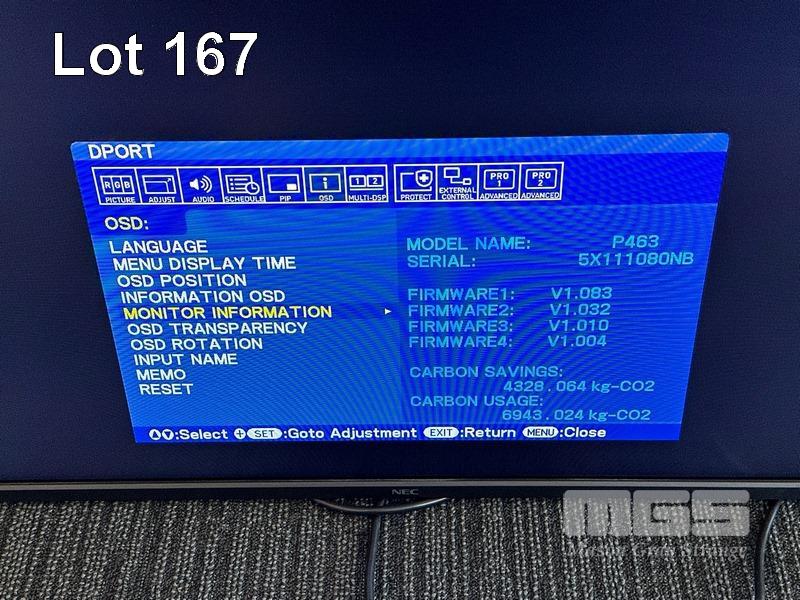 Lot 167
DPORT
RGB 1 2 PRO 1 PRO 2
PICTURE ADJUST AUDIO SCHEDULE PIP OSD MULTI-DSP PROTECT EXTERNAL CONTROL ADVANCED ADVANCED
OSD:
LANGUAGE
MENU DISPLAY TIME
OSD POSITION
INFORMATION OSD
MONITOR INFORMATION
OSD TRANSPARENCY
OSD ROTATION
INPUT NAME
MEMO
RESET
MODEL NAME: P463
SERIAL: 5X111080NB
FIRMWARE1: V1.083
FIRMWARE2: V1.032
FIRMWARE3: V1.010
FIRMWARE4: V1.004
CARBON SAVINGS:
4328.064 kg-CO2
CARBON USAGE:
6943.024 kg-CO2
:Select SET :Goto Adjustment EXIT :Return MENU :Close
NEC
MGS
Mason Gray Strange